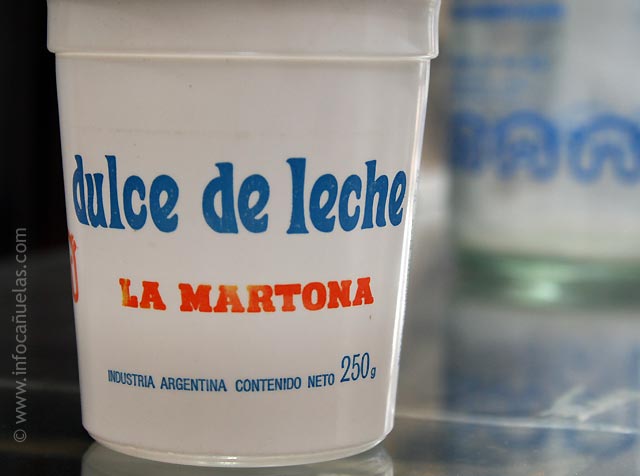 dulce de leche
LA MARTONA
INDUSTRIA ARGENTINA CONTENIDO NETO 250g
© www.infocañuelas.com